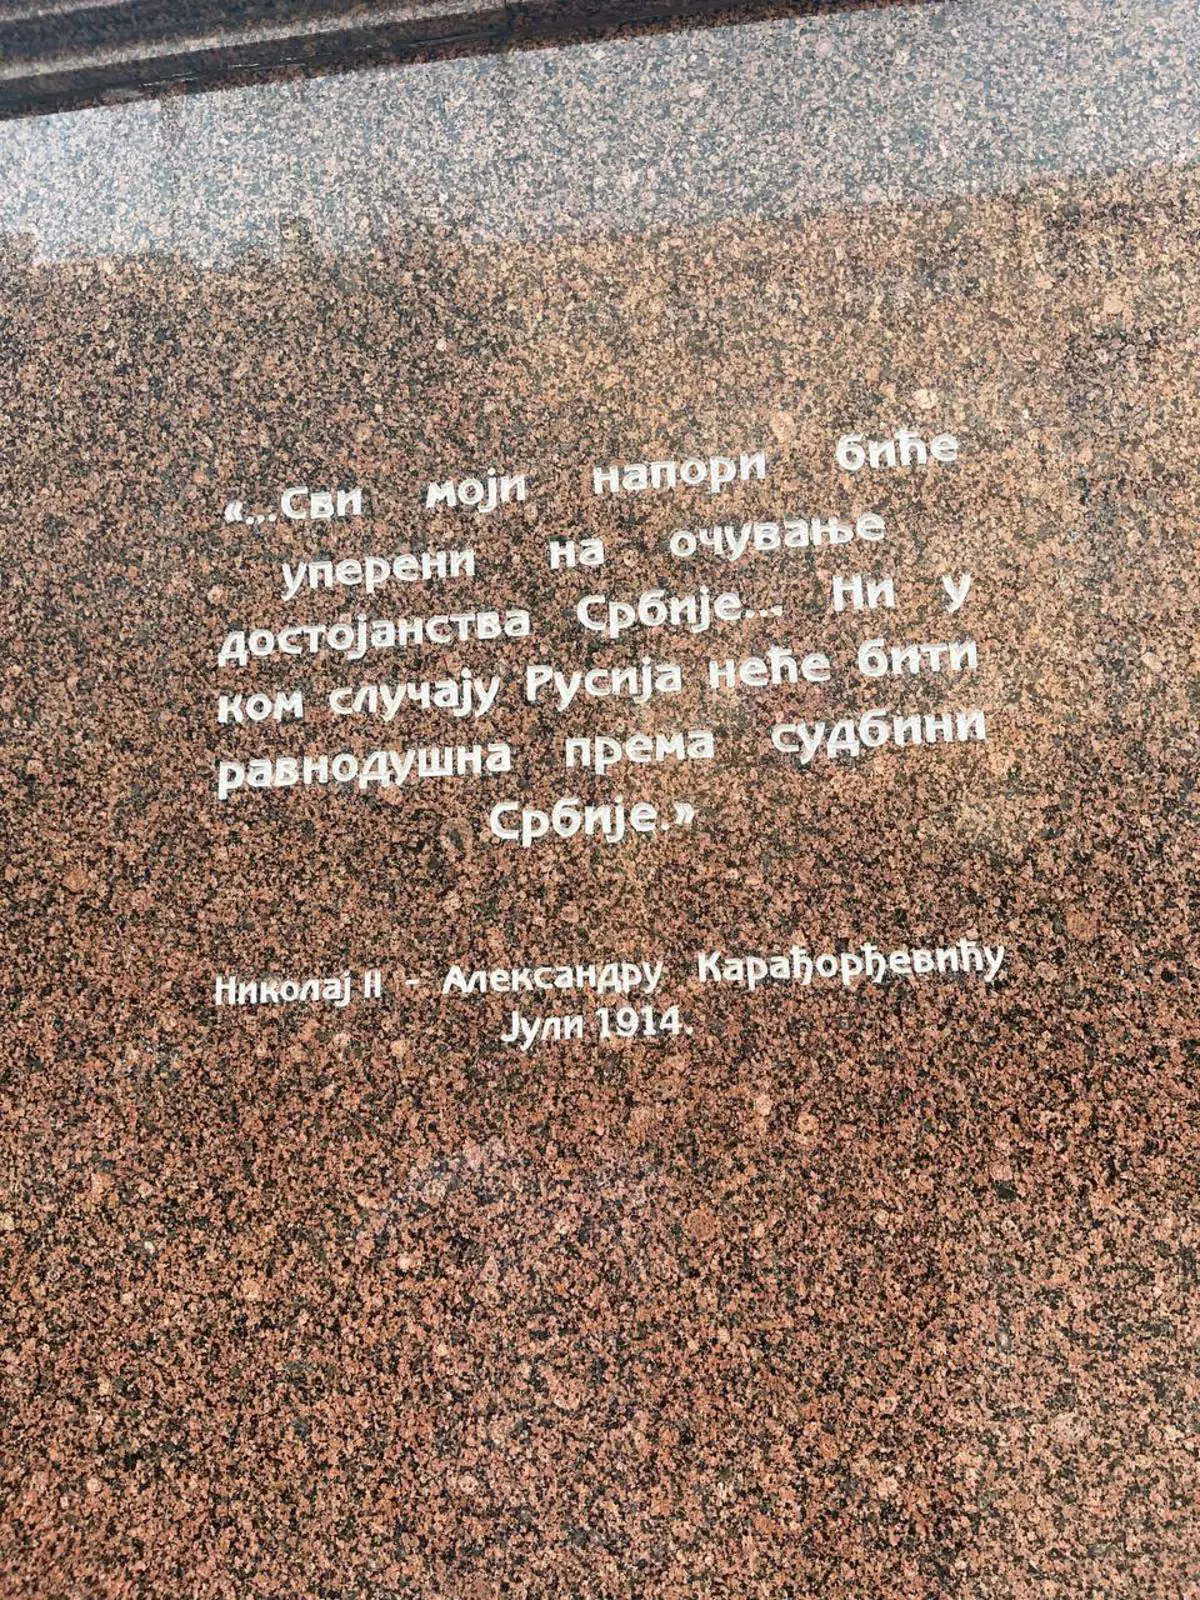 «...Сви моји напори биће
уперени на очување
достојанства Србије... Ни у
ком случају Русија неће бити
равнодушна према судбини
Србије.»
Николај II - Александру Карађорђевићу
Јули 1914.